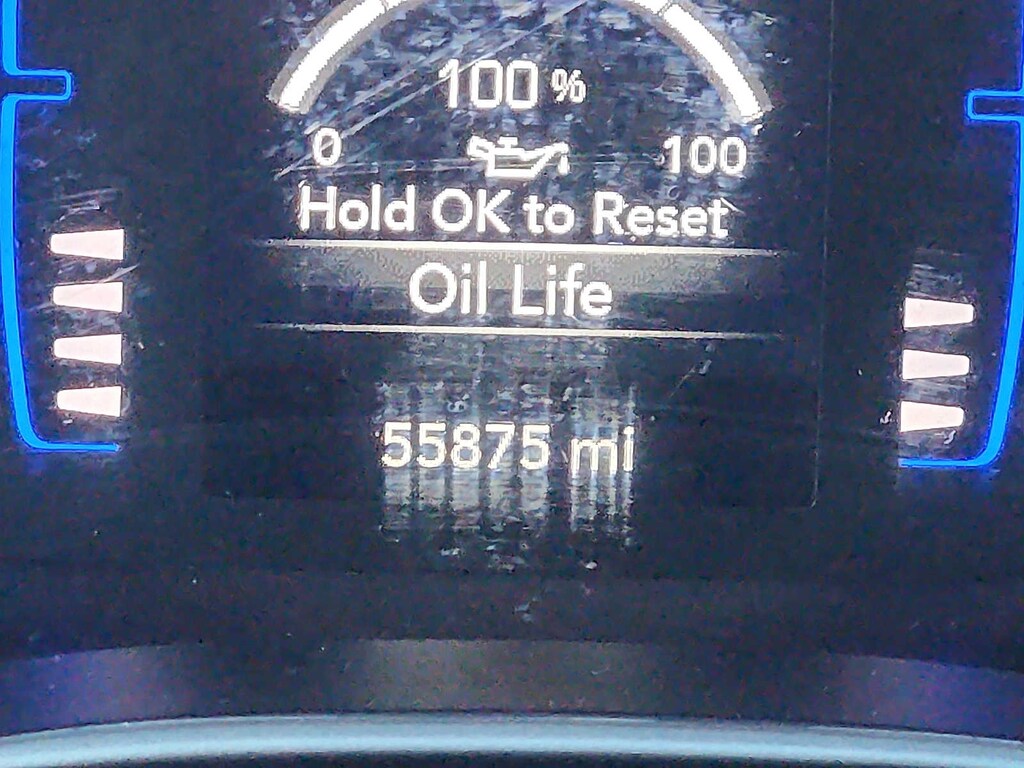 100 %
0 100
Hold OK to Reset
Oil Life
55875 mi